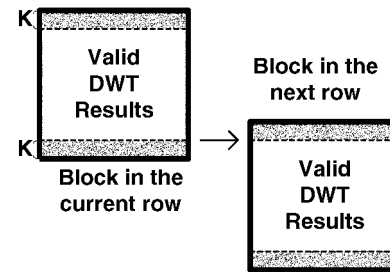 K
Valid
DWT
Results
K
Block in the
current row
Block in the
next row
Valid
DWT
Results